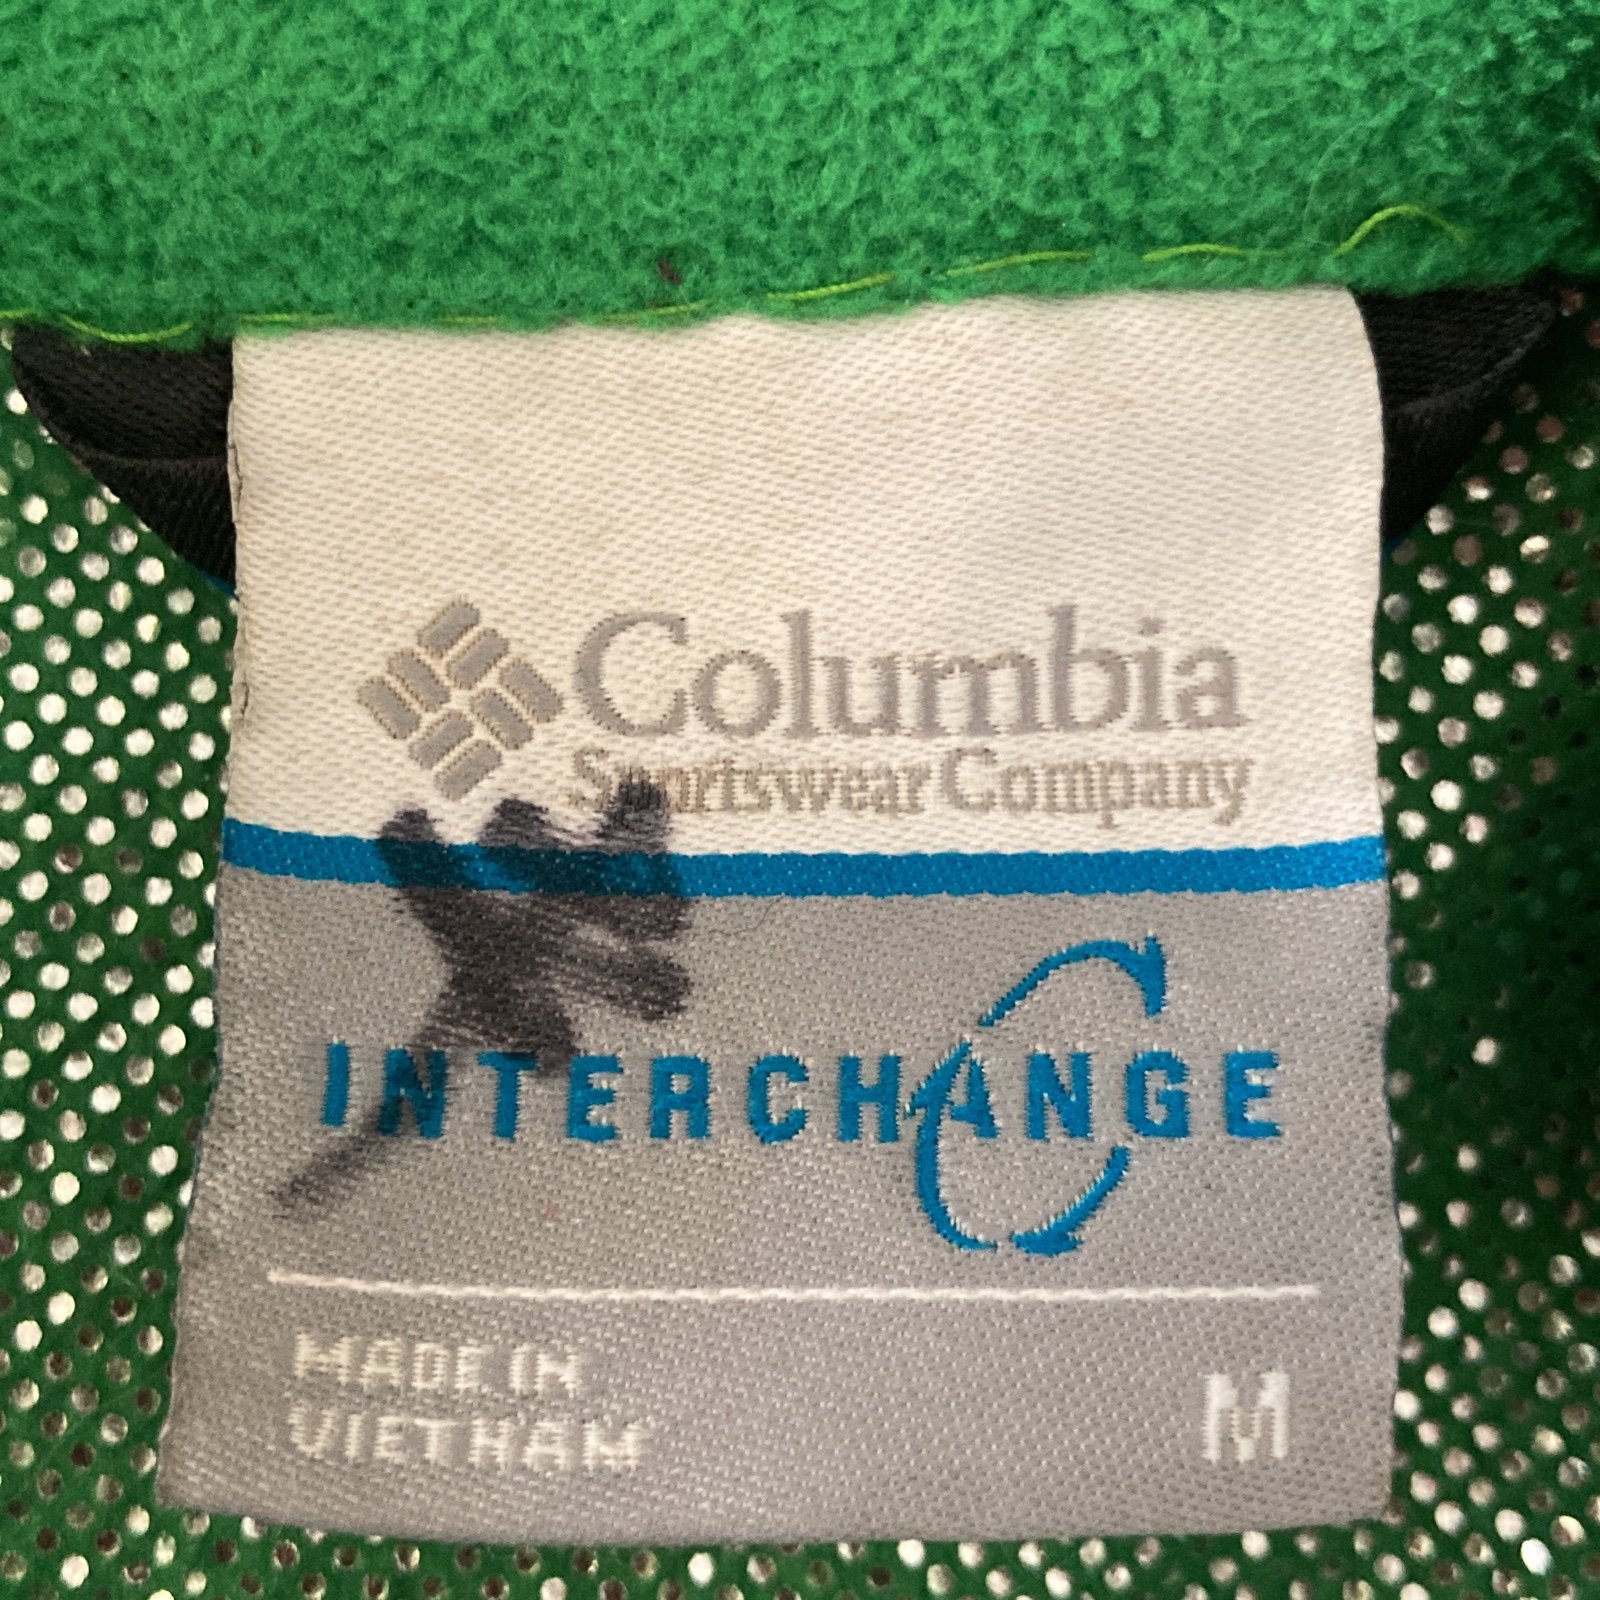 Columbia
Sportswear Company
INTERCHANGE
MADE IN
VIETNAM
M